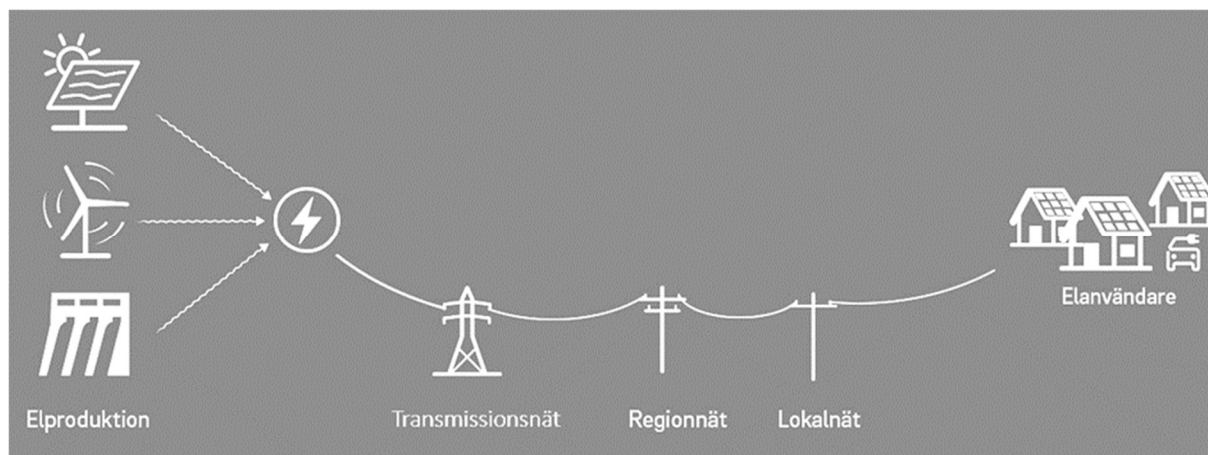 Elproduktion
Transmissionsnät
Regionnät
Lokalnät
Elanvändare